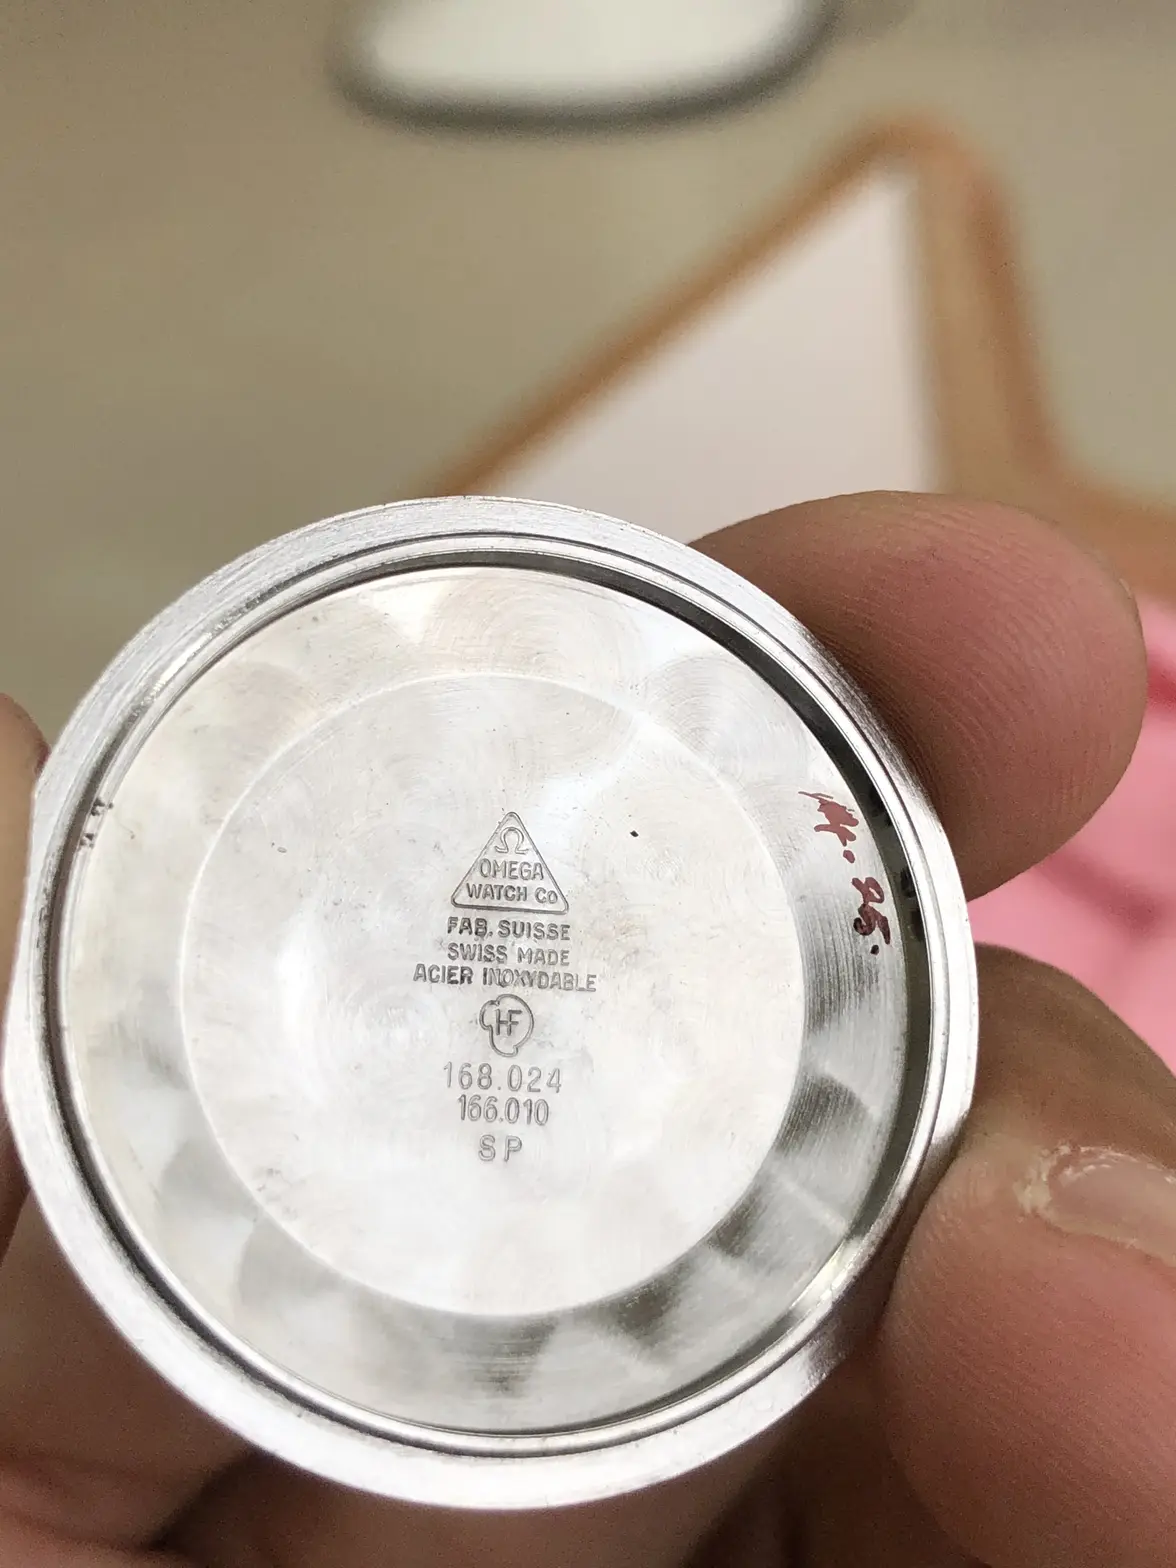 Ω
OMEGA
WATCH Co
FAB. SUISSE
SWISS MADE
ACIER INOXYDABLE
HF
168.024
166.010
SP